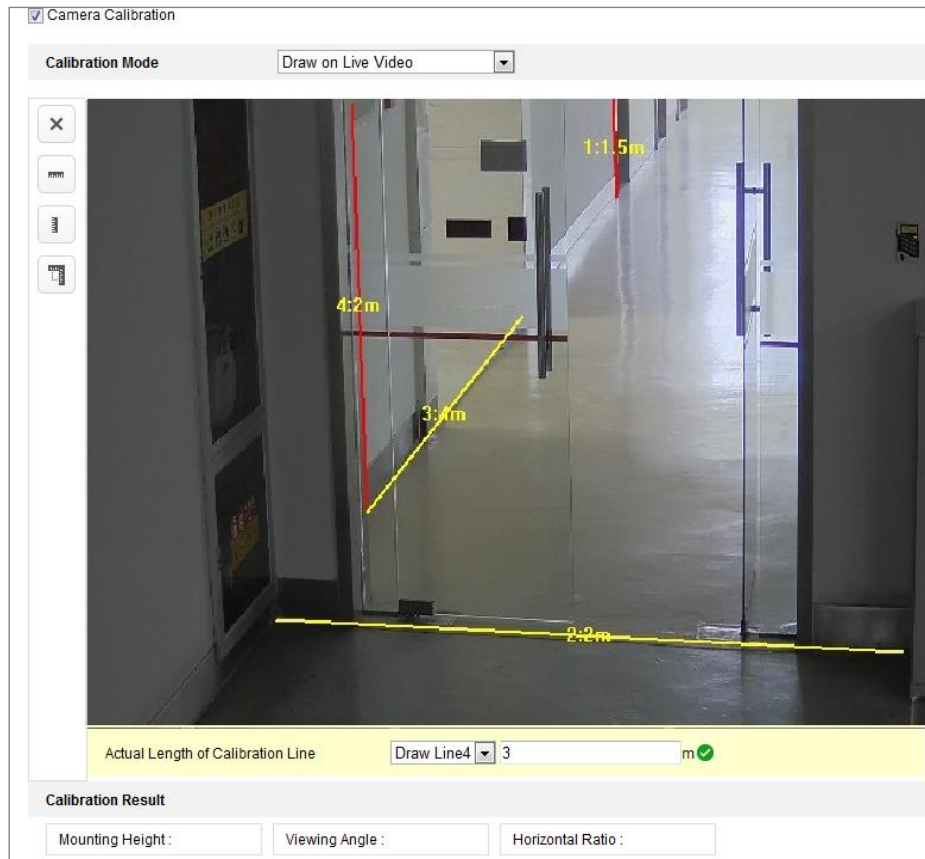 Camera Calibration
Calibration Mode Draw on Live Video
1:1.5m
4:2m
3:4m
2:2m
Actual Length of Calibration Line Draw Line4 3 m
Calibration Result
Mounting Height : Viewing Angle : Horizontal Ratio :